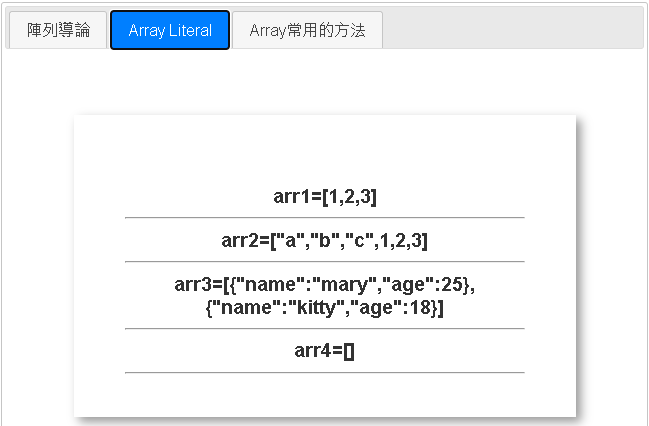 陣列導論
Array Literal
Array常用的方法
arr1=[1,2,3]
arr2=["a","b","c",1,2,3]
arr3=[{"name":"mary","age":25},
{"name":"kitty","age":18}]
arr4=[]